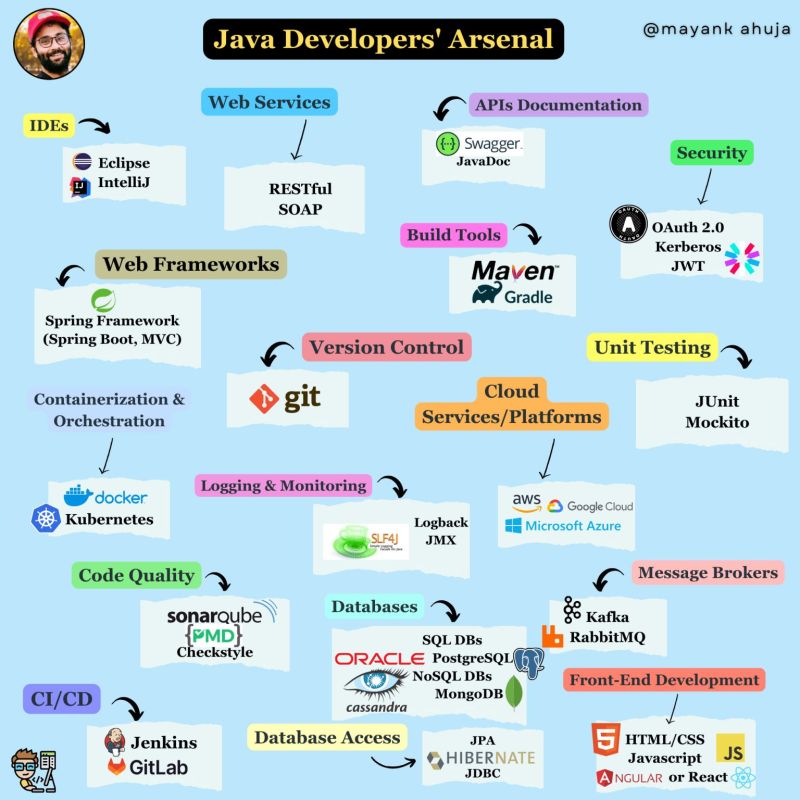 Java Developers' Arsenal
@mayank ahuja
IDEs
Eclipse
IntelliJ
Web Services
RESTful
SOAP
APIs Documentation
Swagger
JavaDoc
Security
OAUTH
A
OAuth 2.0
Kerberos
JWT
Build Tools
Maven™
Gradle
Web Frameworks
Spring Framework
(Spring Boot, MVC)
Version Control
git
Unit Testing
JUnit
Mockito
Containerization &
Orchestration
docker
Kubernetes
Cloud
Services/Platforms
aws
Google Cloud
Microsoft Azure
Logging & Monitoring
SLF4J
Logback
JMX
Code Quality
sonarqube
{PMD}
Checkstyle
Databases
SQL DBs
ORACLE PostgreSQL
NoSQL DBs
cassandra
MongoDB
Message Brokers
Kafka
RabbitMQ
Front-End Development
5 HTML/CSS
Javascript
JS
A NGULAR or React
CI/CD
Jenkins
GitLab
Database Access
JPA
HIBERNATE
JDBC